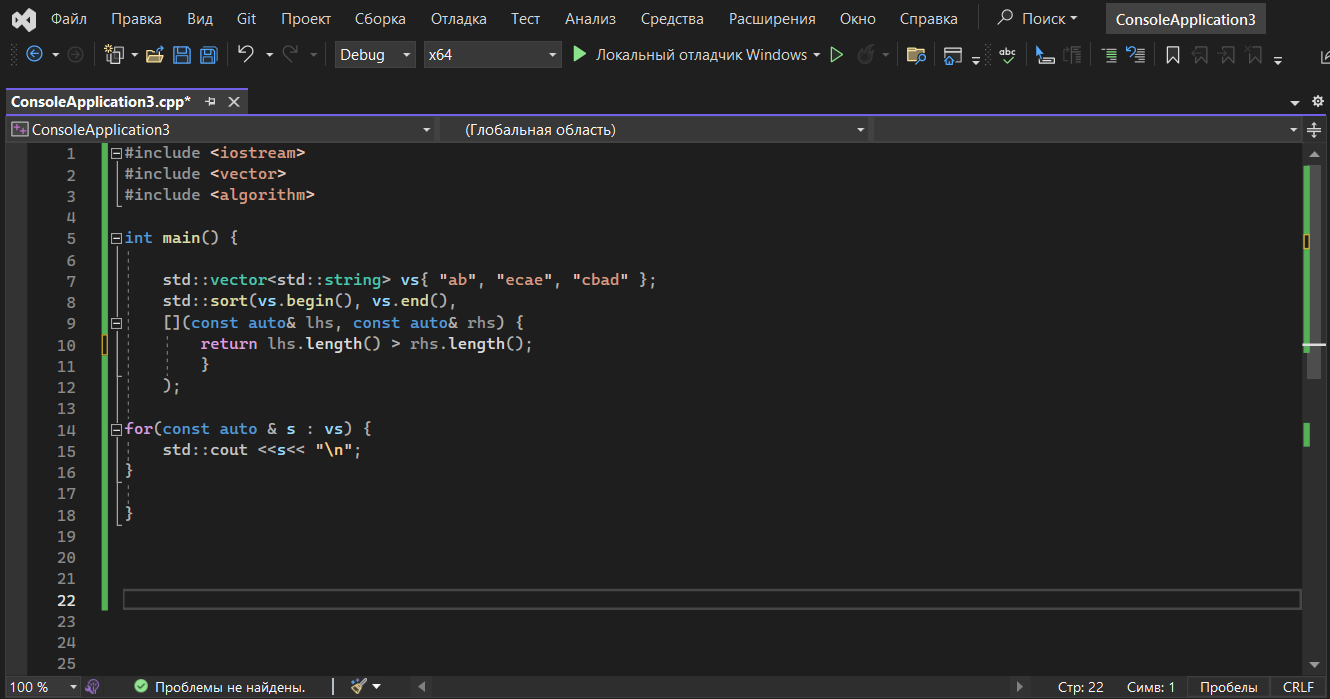 Файл Правка Вид Git Проект Сборка Отладка Тест Анализ Средства Расширения Окно Справка Поиск ConsoleApplication3
Debug x64 Локальный отладчик Windows abc
ConsoleApplication3.cpp*
ConsoleApplication3 (Глобальная область)
1 #include <iostream>
2 #include <vector>
3 #include <algorithm>
4
5 int main() {
6
7 std::vector<std::string> vs{ "ab", "ecae", "cbad" };
8 std::sort(vs.begin(), vs.end(),
9 [](const auto& lhs, const auto& rhs) {
10 return lhs.length() > rhs.length();
11 }
12 );
13
14 for(const auto & s : vs) {
15 std::cout <<s<< "\n";
16 }
17
18 }
19
20
21
22
23
24
25
100 % Проблемы не найдены. Стр: 22 Симв: 1 Пробелы CRLF